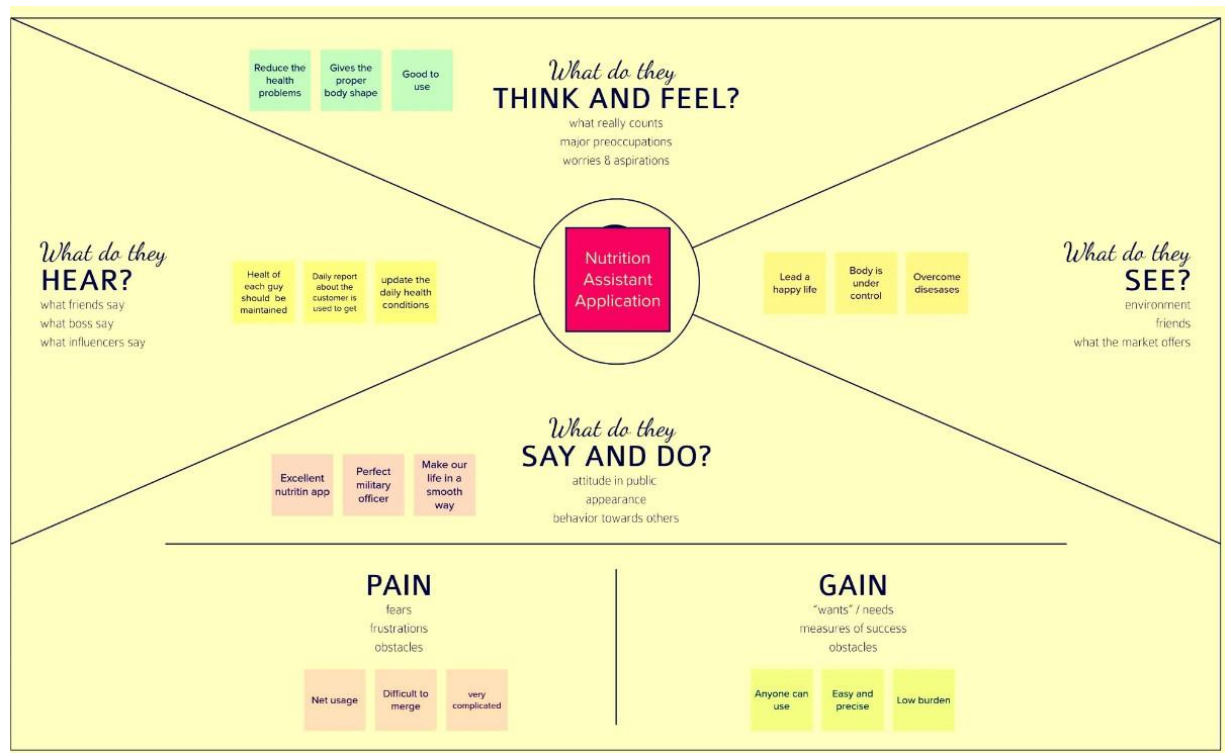 Reduce the
health
problems
Gives the
proper
body shape
Good to
use
What do they
THINK AND FEEL?
what really counts
major preoccupations
worries & aspirations
What do they
HEAR?
what friends say
what boss say
what influencers say
Healt of
each guy
should be
maintained
Daily report
about the
customer is
used to get
update the
daily health
conditions
Nutrition
Assistant
Application
Lead a
happy life
Body is
under
control
Overcome
disesases
What do they
SEE?
environment
friends
what the market offers
What do they
SAY AND DO?
attitude in public
appearance
behavior towards others
Excellent
nutritin app
Perfect
military
officer
Make our
life in a
smooth
way
PAIN
fears
frustrations
obstacles
Net usage
Difficult to
merge
very
complicated
GAIN
"wants" / needs
measures of success
obstacles
Anyone can
use
Easy and
precise
Low burden